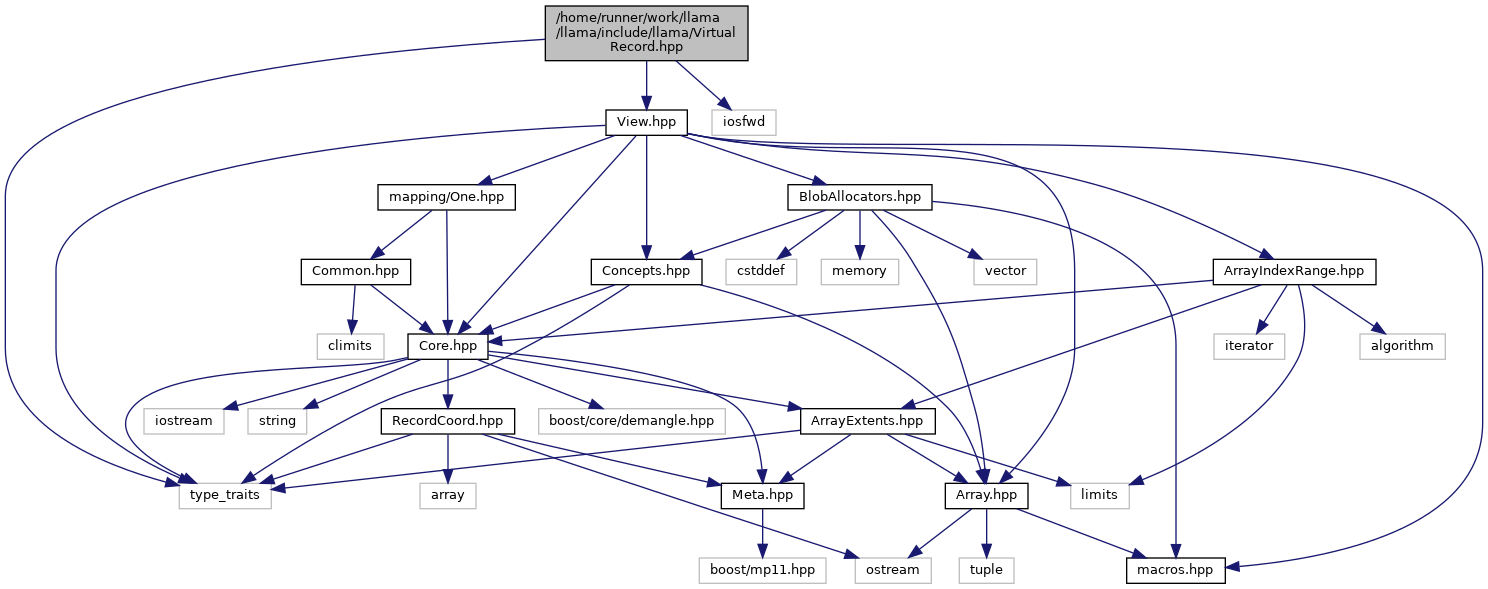 /home/runner/work/llama
/llama/include/llama/Virtual
Record.hpp
View.hpp
iosfwd
mapping/One.hpp
BlobAllocators.hpp
Common.hpp
Concepts.hpp
cstddef
memory
vector
ArrayIndexRange.hpp
climits
Core.hpp
iterator
algorithm
iostream
string
RecordCoord.hpp
boost/core/demangle.hpp
ArrayExtents.hpp
type_traits
array
Meta.hpp
Array.hpp
limits
boost/mp11.hpp
ostream
tuple
macros.hpp